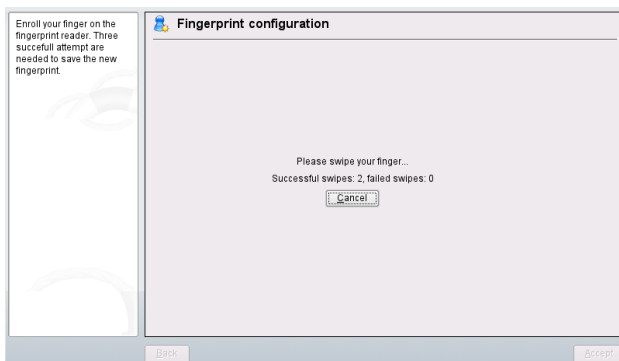 Enroll your finger on the
fingerprint reader. Three
succefull attempt are
needed to save the new
fingerprint.
Fingerprint configuration
Please swipe your finger...
Successful swipes: 2, failed swipes: 0
Cancel
Back
Accept